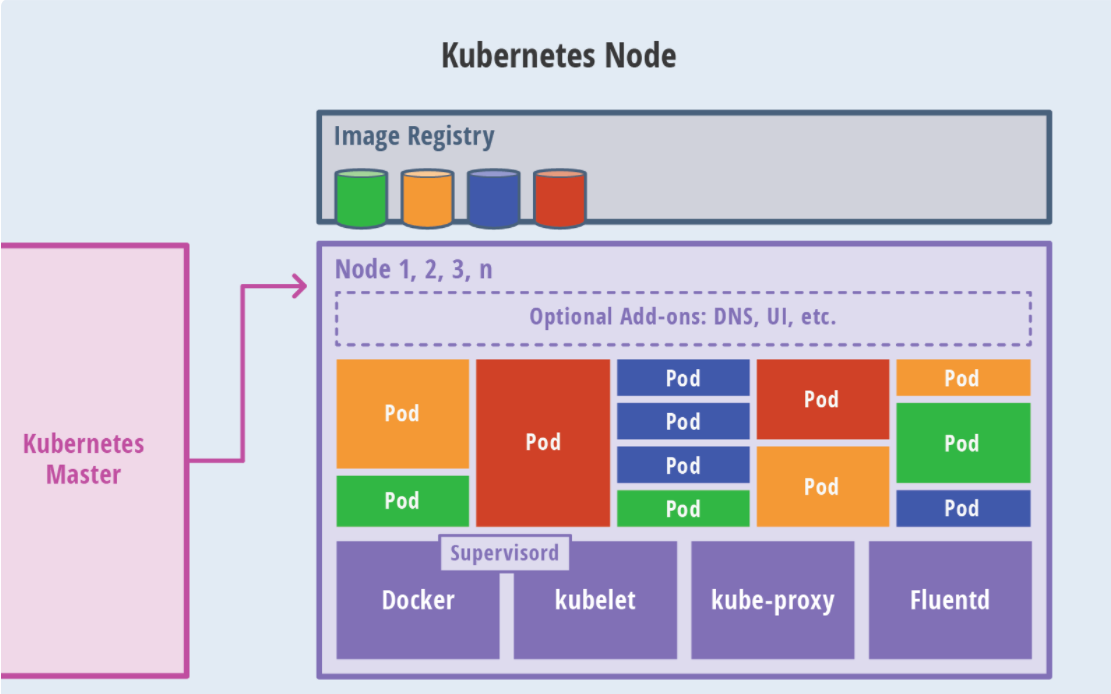 Kubernetes Node
Image Registry
Kubernetes
Master
Node 1, 2, 3, n
Optional Add-ons: DNS, UI, etc.
Pod
Pod
Pod
Pod
Pod
Pod
Pod
Pod
Pod
Pod
Pod
Pod
Supervisord
Docker
kubelet
kube-proxy
Fluentd